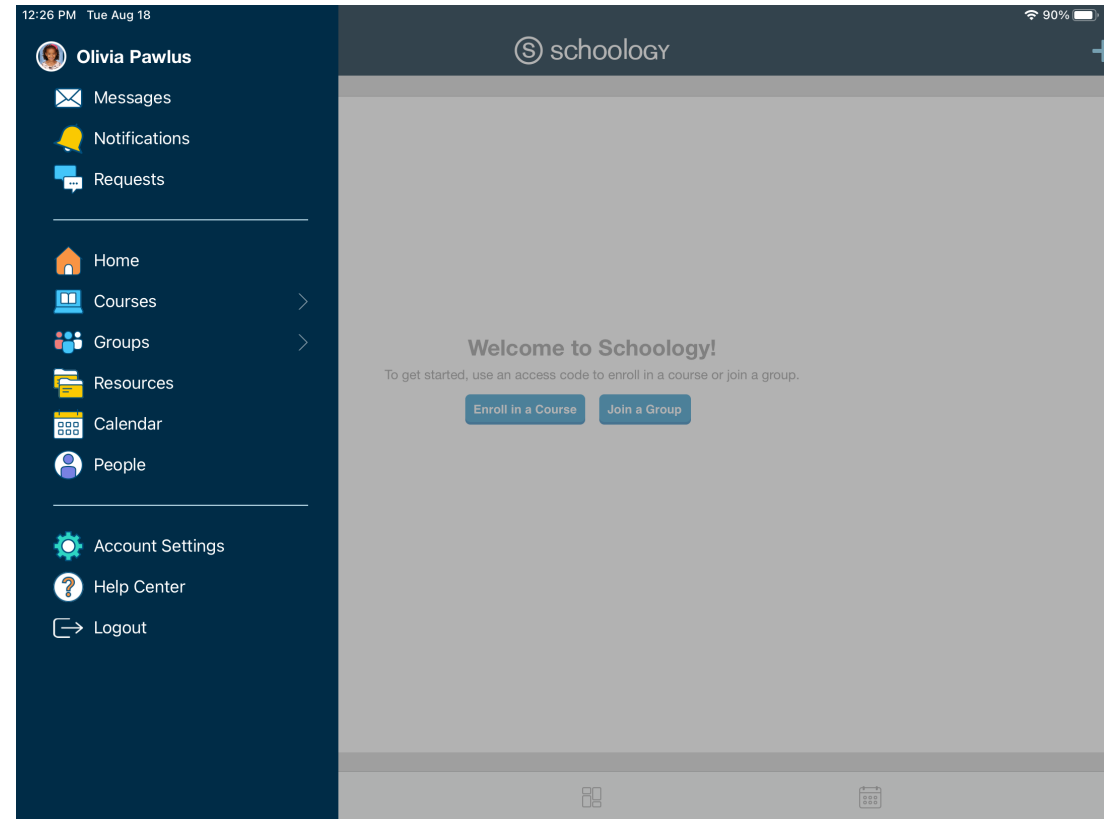 12:26 PM Tue Aug 18
90%
Olivia Pawlus
schoology
Messages
Notifications
Requests
Home
Courses
Groups
Resources
Calendar
People
Account Settings
Help Center
Logout
Welcome to Schoology!
To get started, use an access code to enroll in a course or join a group.
Enroll in a Course
Join a Group